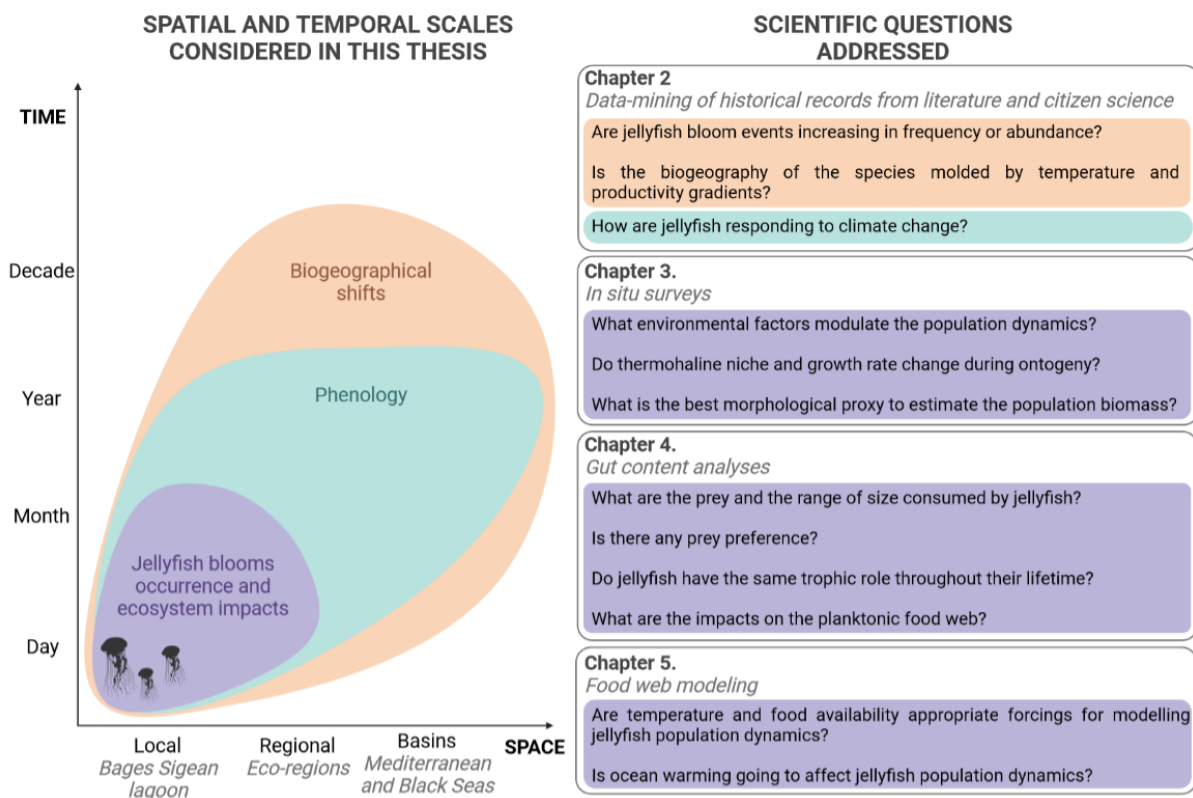 SPATIAL AND TEMPORAL SCALES
CONSIDERED IN THIS THESIS
TIME
Decade
Year
Month
Day
Biogeographical
shifts
Phenology
Jellyfish blooms
occurrence and
ecosystem impacts
Local
Bages Sigean
lagoon
Regional
Eco-regions
Basins
Mediterranean
and Black Seas
SPACE
SCIENTIFIC QUESTIONS
ADDRESSED
Chapter 2
Data-mining of historical records from literature and citizen science
Are jellyfish bloom events increasing in frequency or abundance?
Is the biogeography of the species molded by temperature and
productivity gradients?
How are jellyfish responding to climate change?
Chapter 3.
In situ surveys
What environmental factors modulate the population dynamics?
Do thermohaline niche and growth rate change during ontogeny?
What is the best morphological proxy to estimate the population biomass?
Chapter 4.
Gut content analyses
What are the prey and the range of size consumed by jellyfish?
Is there any prey preference?
Do jellyfish have the same trophic role throughout their lifetime?
What are the impacts on the planktonic food web?
Chapter 5.
Food web modeling
Are temperature and food availability appropriate forcings for modelling
jellyfish population dynamics?
Is ocean warming going to affect jellyfish population dynamics?